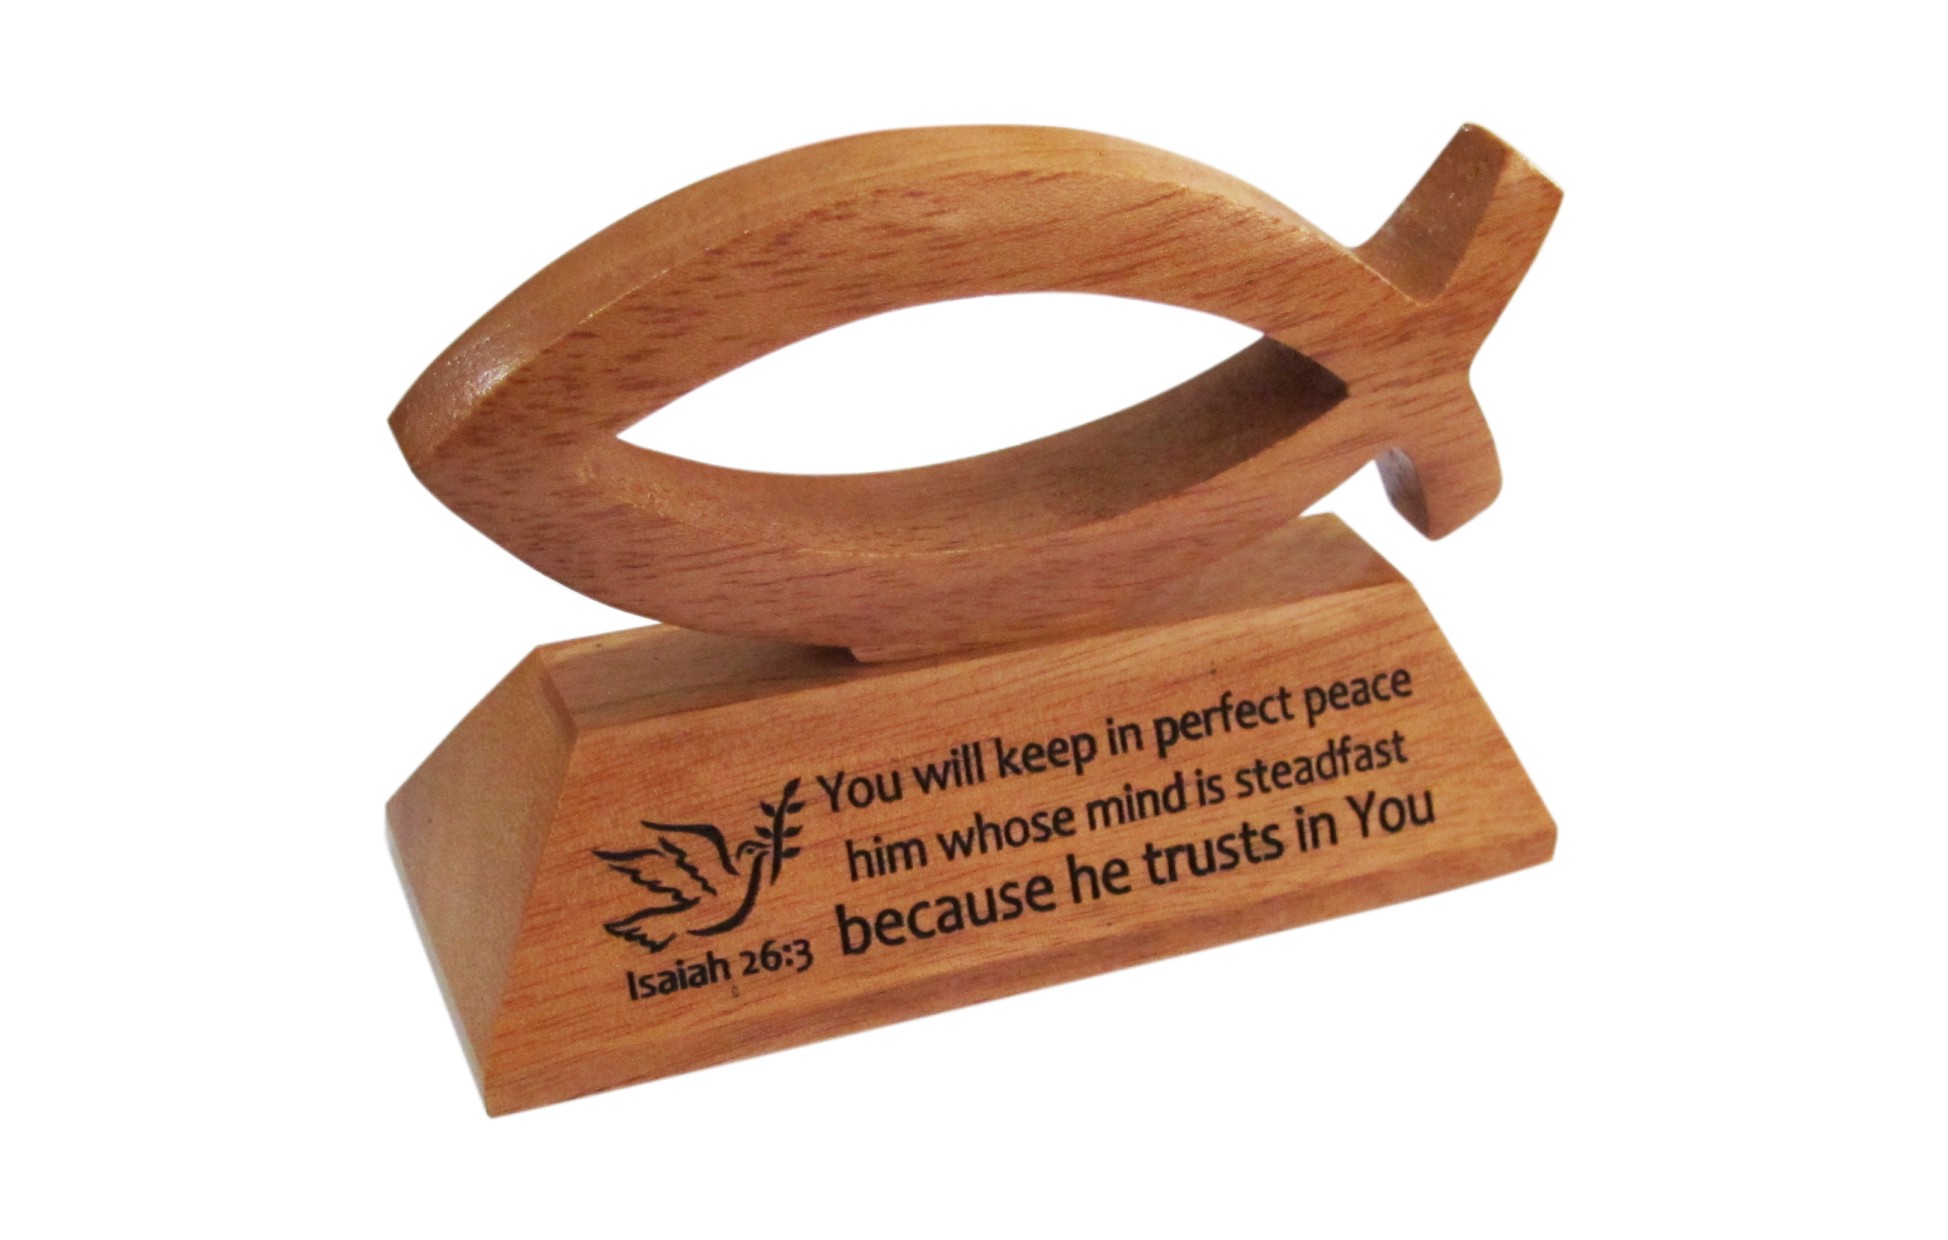 You will keep in perfect peace
him whose mind is steadfast
because he trusts in You
Isaiah 26:3